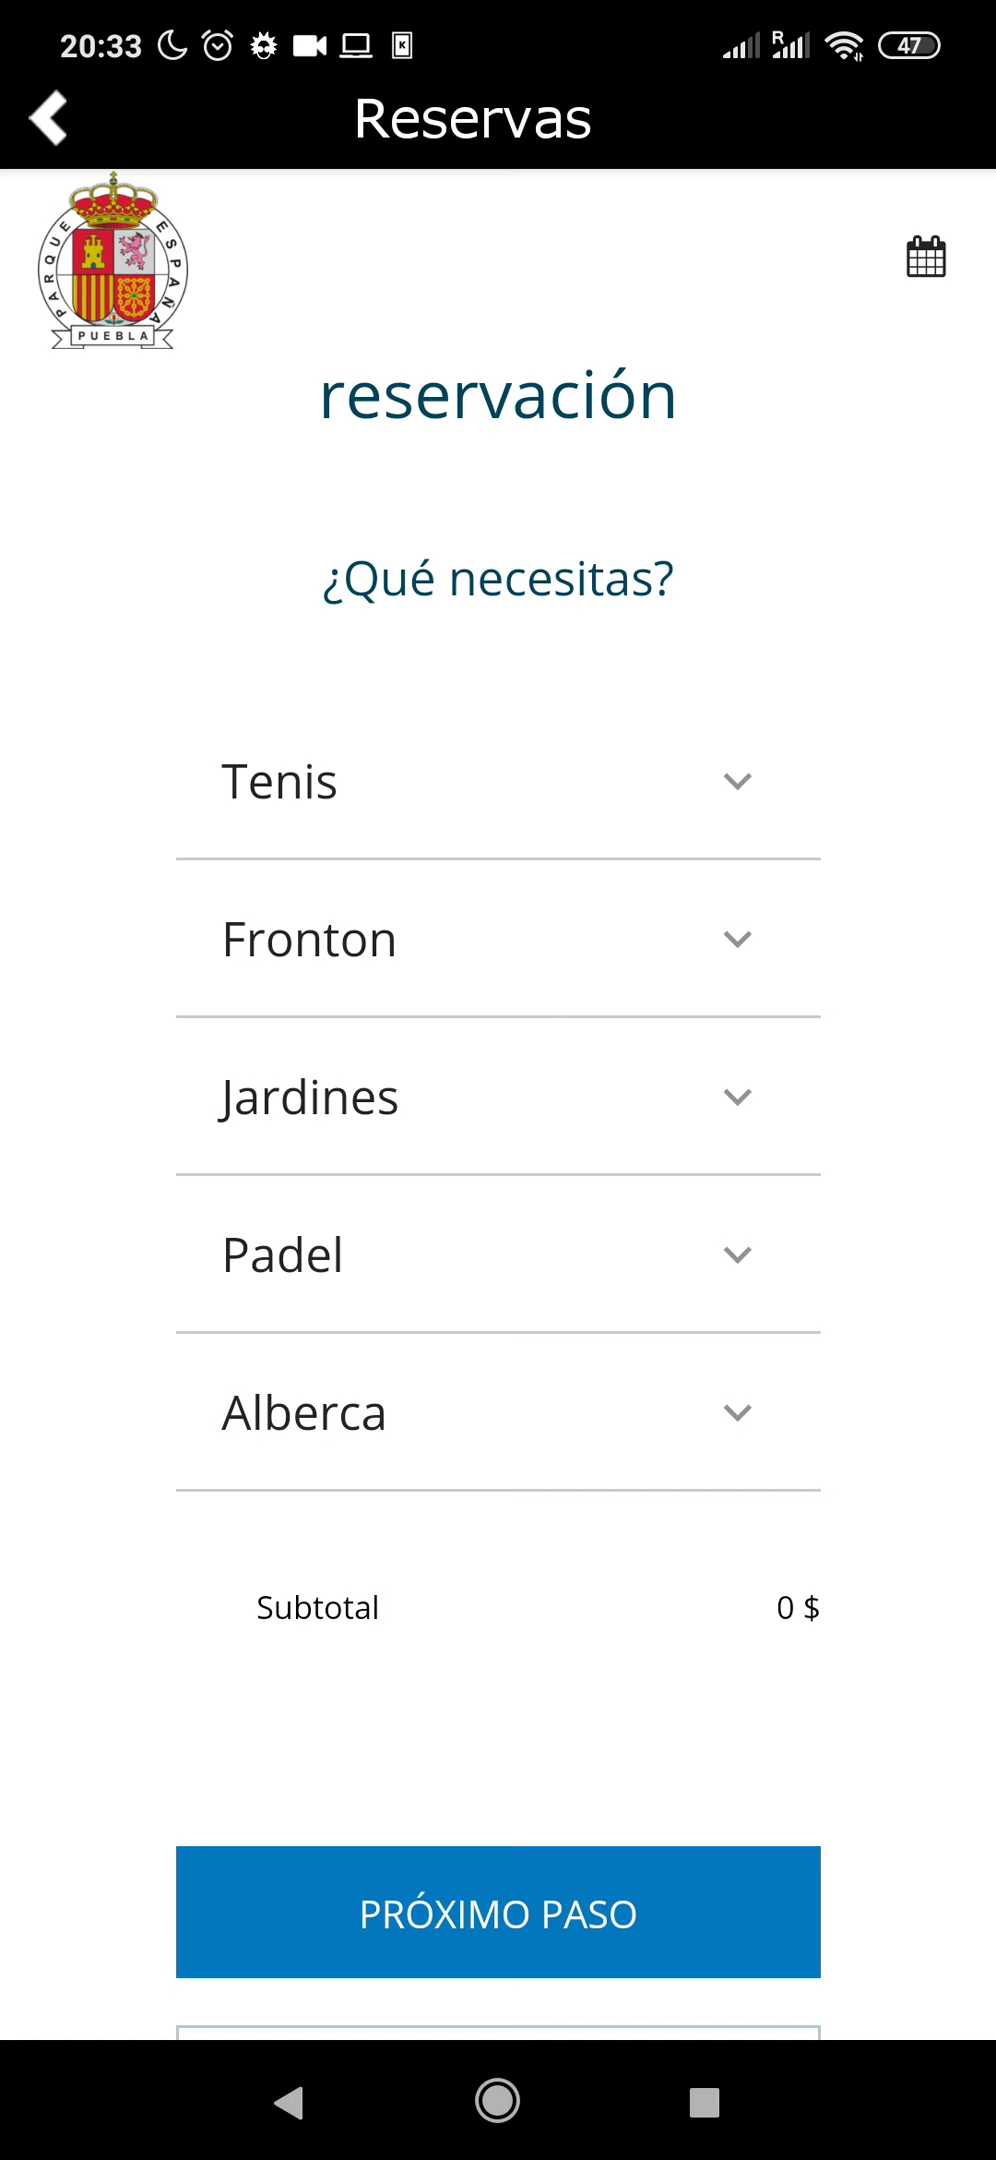 20:33
R
47
Reservas
PARQUE ESPAÑA
PUEBLA
reservación
¿Qué necesitas?
Tenis
Fronton
Jardines
Padel
Alberca
Subtotal 0 $
PRÓXIMO PASO